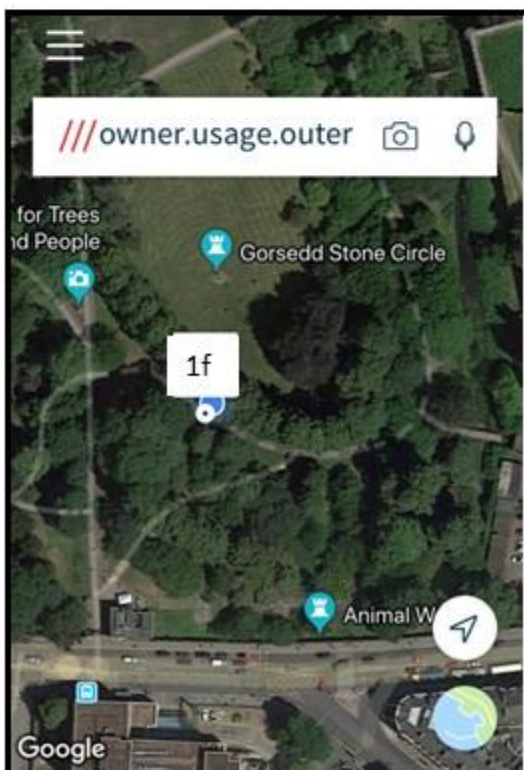 ///owner.usage.outer
for Trees
nd People
Gorsedd Stone Circle
1f
Animal W
Google